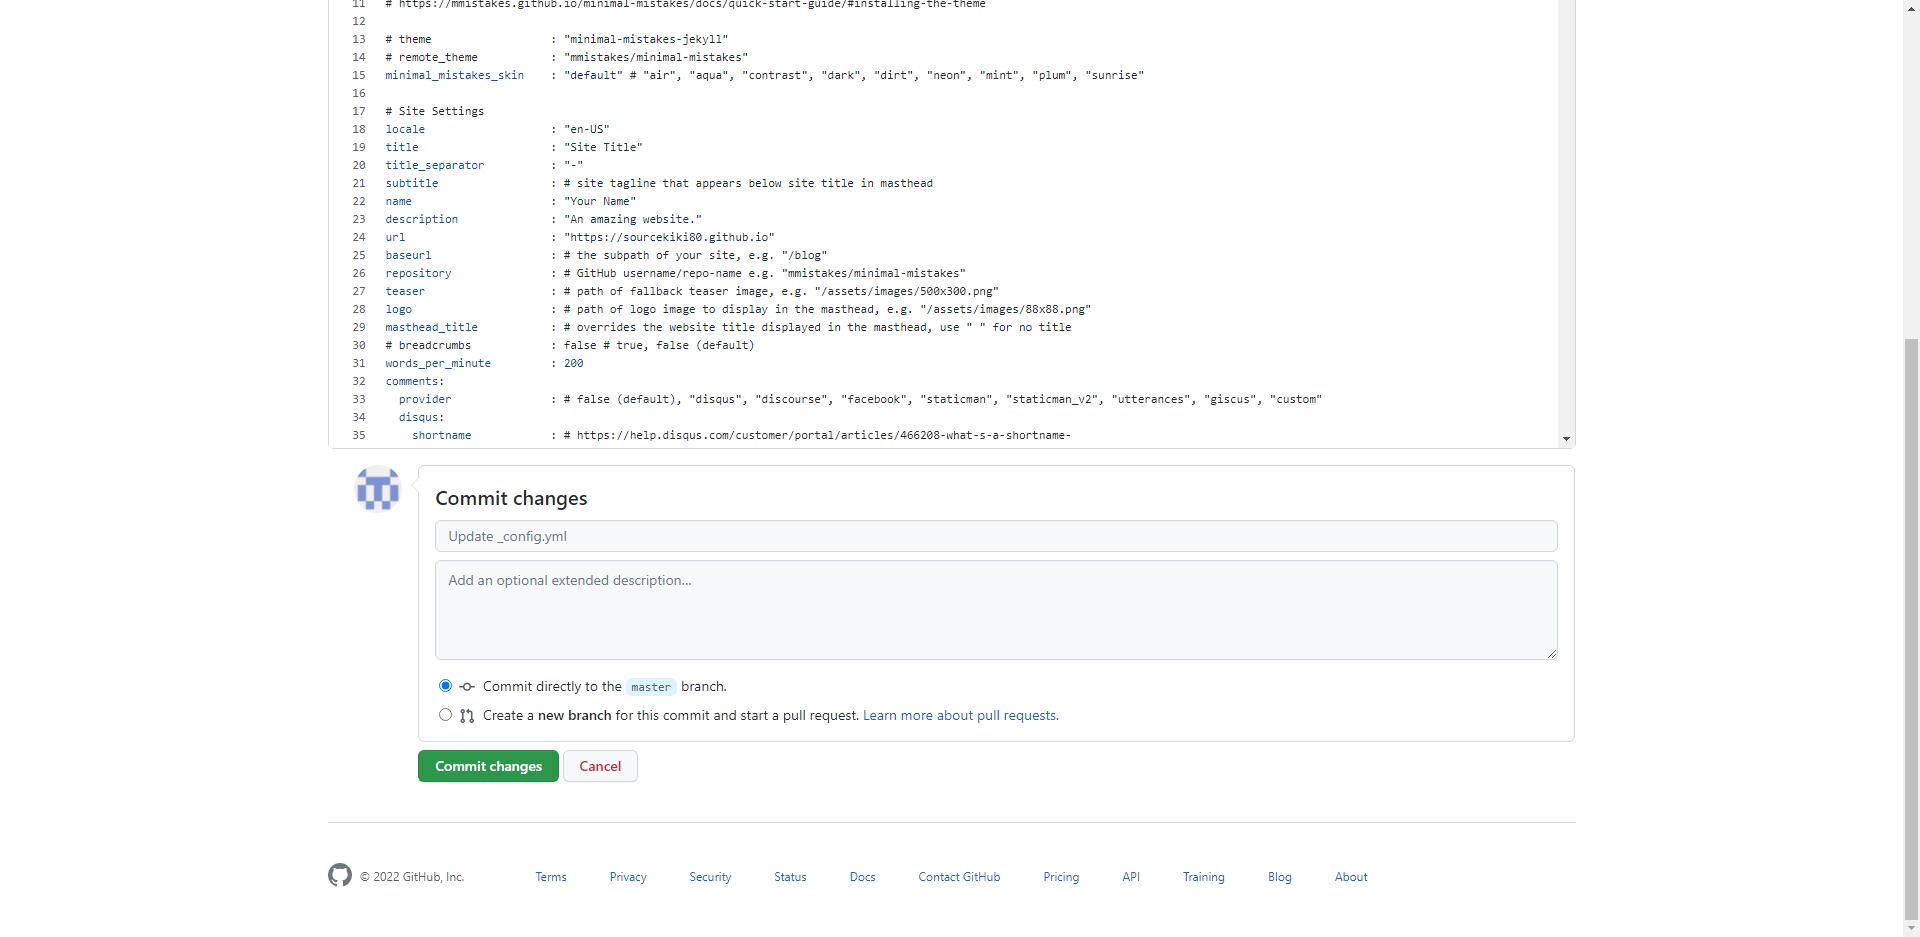 11 # https://mmistakes.github.io/minimal-mistakes/docs/quick-start-guide/#installing-the-theme
12
13 # theme : "minimal-mistakes-jekyll"
14 # remote_theme : "mmistakes/minimal-mistakes"
15 minimal_mistakes_skin : "default" # "air", "aqua", "contrast", "dark", "dirt", "neon", "mint", "plum", "sunrise"
16
17 # Site Settings
18 locale : "en-US"
19 title : "Site Title"
20 title_separator : "-"
21 subtitle : # site tagline that appears below site title in masthead
22 name : "Your Name"
23 description : "An amazing website."
24 url : "https://sourcekiki80.github.io"
25 baseurl : # the subpath of your site, e.g. "/blog"
26 repository : # GitHub username/repo-name e.g. "mmistakes/minimal-mistakes"
27 teaser : # path of fallback teaser image, e.g. "/assets/images/500x300.png"
28 logo : # path of logo image to display in the masthead, e.g. "/assets/images/88x88.png"
29 masthead_title : # overrides the website title displayed in the masthead, use " " for no title
30 # breadcrumbs : false # true, false (default)
31 words_per_minute : 200
32 comments:
33 provider : # false (default), "disqus", "discourse", "facebook", "staticman", "staticman_v2", "utterances", "giscus", "custom"
34 disqus:
35 shortname : # https://help.disqus.com/customer/portal/articles/466208-what-s-a-shortname-
Commit changes
Update _config.yml
Add an optional extended description...
Commit directly to the master branch.
Create a new branch for this commit and start a pull request. Learn more about pull requests.
Commit changes Cancel
© 2022 GitHub, Inc. Terms Privacy Security Status Docs Contact GitHub Pricing API Training Blog About